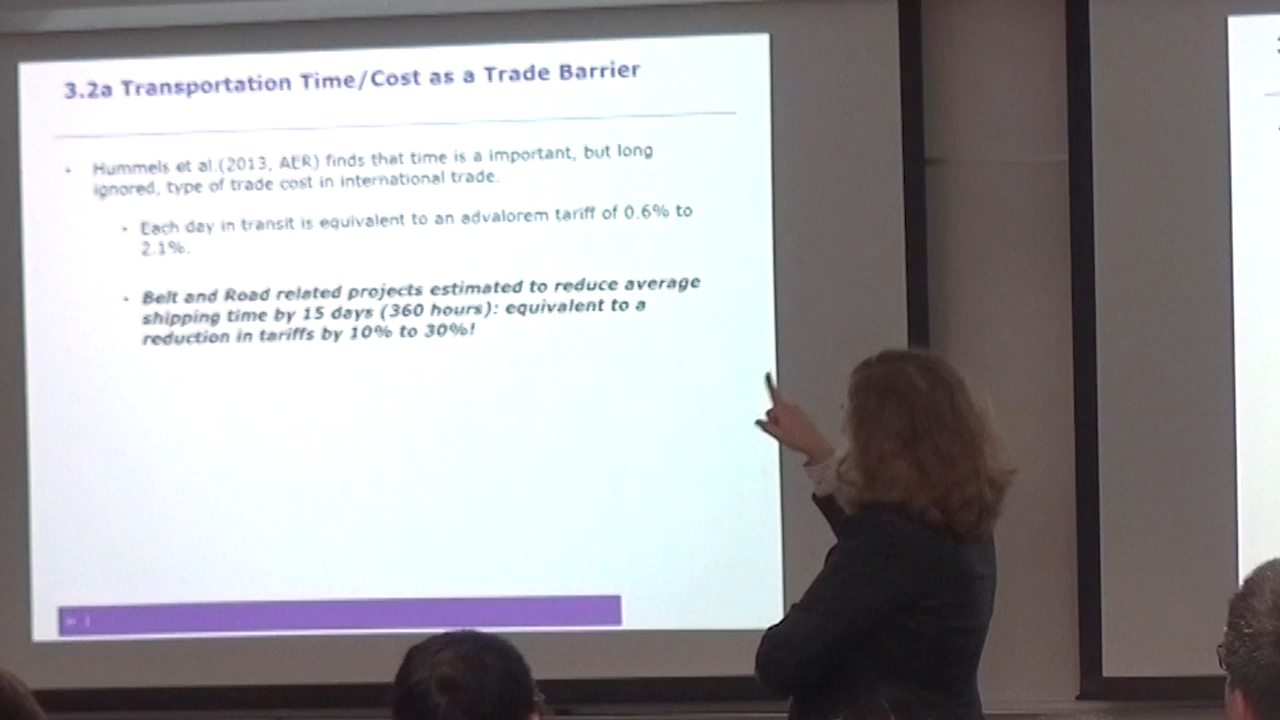 3.2a Transportation Time/Cost as a Trade Barrier
Hummels et al.(2013, AER) finds that time is a important, but long
ignored, type of trade cost in international trade.
Each day in transit is equivalent to an advalorem tariff of 0.6% to
2.1%.
Belt and Road related projects estimated to reduce average
shipping time by 15 days (360 hours): equivalent to a
reduction in tariffs by 10% to 30%!